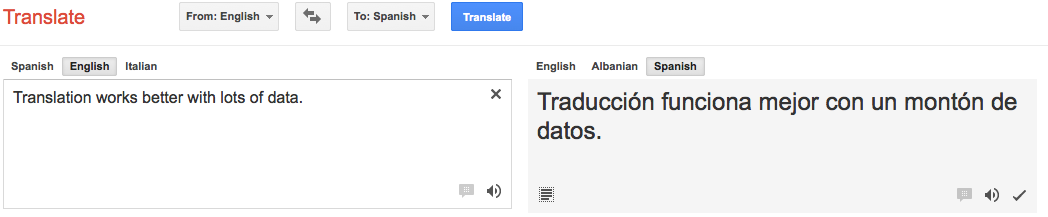 Translate From: English To: Spanish Translate
Spanish English Italian
English Albanian Spanish
Translation works better with lots of data.
Traducción funciona mejor con un montón de
datos.